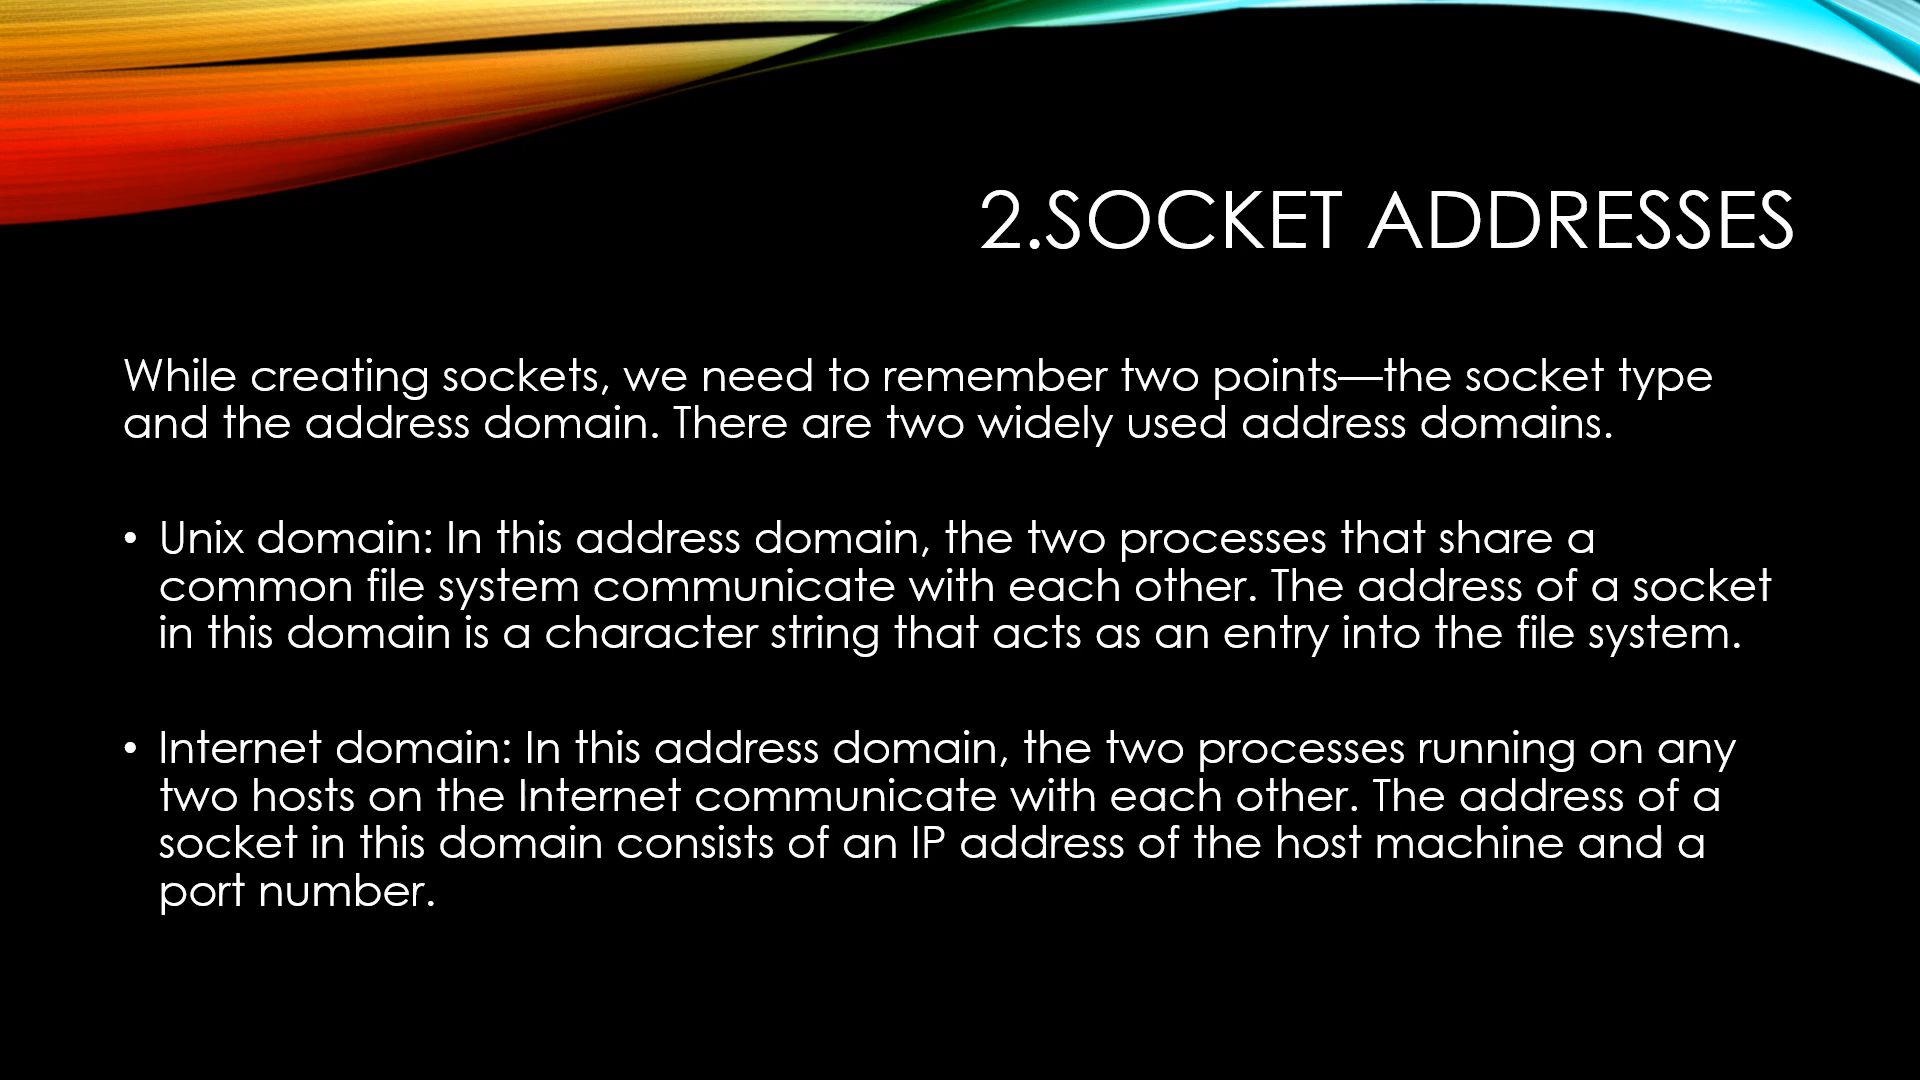 2.SOCKET ADDRESSES
While creating sockets, we need to remember two points—the socket type
and the address domain. There are two widely used address domains.
• Unix domain: In this address domain, the two processes that share a
common file system communicate with each other. The address of a socket
in this domain is a character string that acts as an entry into the file system.
• Internet domain: In this address domain, the two processes running on any
two hosts on the Internet communicate with each other. The address of a
socket in this domain consists of an IP address of the host machine and a
port number.